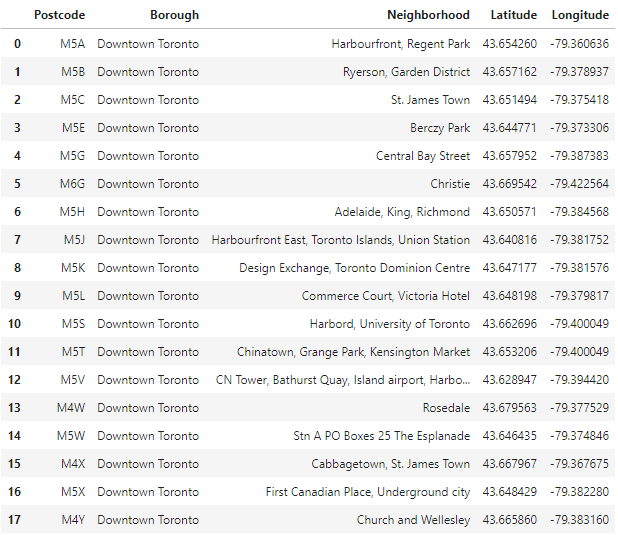 Postcode Borough Neighborhood Latitude Longitude
0 M5A Downtown Toronto Harbourfront, Regent Park 43.654260 -79.360636
1 M5B Downtown Toronto Ryerson, Garden District 43.657162 -79.378937
2 M5C Downtown Toronto St. James Town 43.651494 -79.375418
3 M5E Downtown Toronto Berczy Park 43.644771 -79.373306
4 M5G Downtown Toronto Central Bay Street 43.657952 -79.387383
5 M6G Downtown Toronto Christie 43.669542 -79.422564
6 M5H Downtown Toronto Adelaide, King, Richmond 43.650571 -79.384568
7 M5J Downtown Toronto Harbourfront East, Toronto Islands, Union Station 43.640816 -79.381752
8 M5K Downtown Toronto Design Exchange, Toronto Dominion Centre 43.647177 -79.381576
9 M5L Downtown Toronto Commerce Court, Victoria Hotel 43.648198 -79.379817
10 M5S Downtown Toronto Harbord, University of Toronto 43.662696 -79.400049
11 M5T Downtown Toronto Chinatown, Grange Park, Kensington Market 43.653206 -79.400049
12 M5V Downtown Toronto CN Tower, Bathurst Quay, Island airport, Harbo... 43.628947 -79.394420
13 M4W Downtown Toronto Rosedale 43.679563 -79.377529
14 M5W Downtown Toronto Stn A PO Boxes 25 The Esplanade 43.646435 -79.374846
15 M4X Downtown Toronto Cabbagetown, St. James Town 43.667967 -79.367675
16 M5X Downtown Toronto First Canadian Place, Underground city 43.648429 -79.382280
17 M4Y Downtown Toronto Church and Wellesley 43.665860 -79.383160